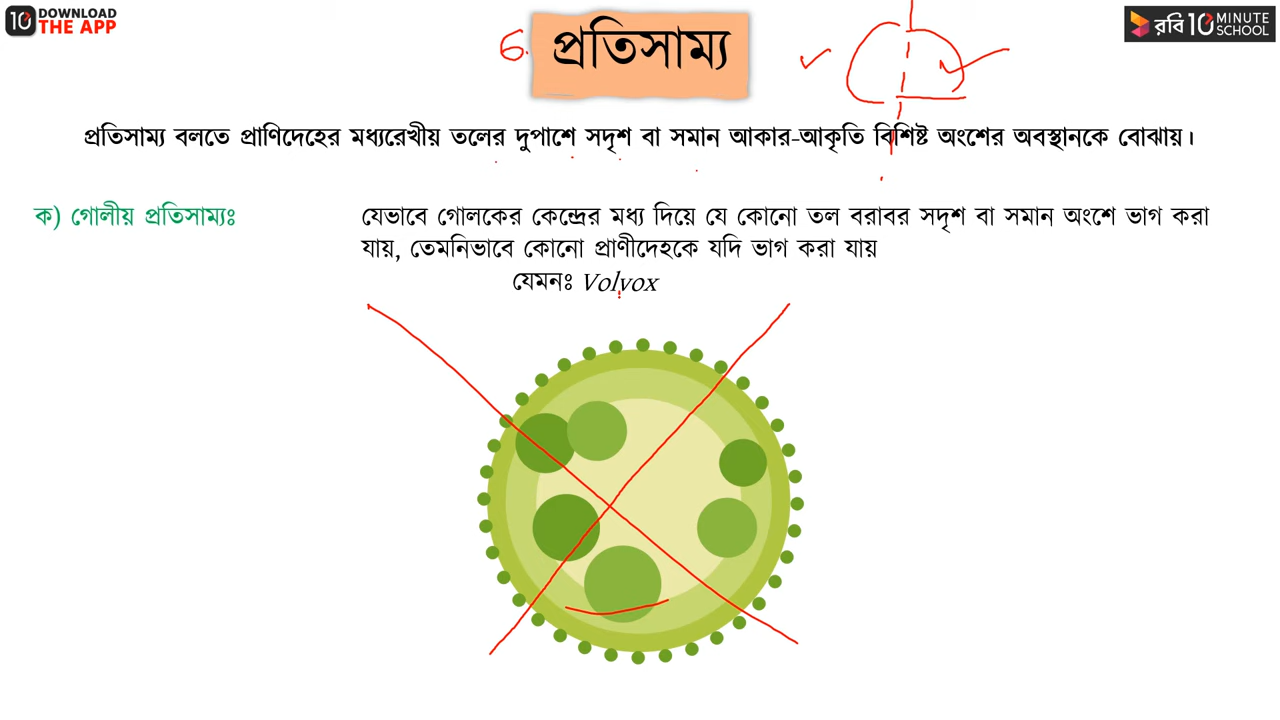 10 DOWNLOAD
THE APP
6. প্রতিসাম্য
রবি 10 MINUTE
SCHOOL
প্রতিসাম্য বলতে প্রাণিদেহের মধ্যরেখীয় তলের দুপাশে সদৃশ বা সমান আকার-আকৃতি বিশিষ্ট অংশের অবস্থানকে বোঝায়।
ক) গোলীয় প্রতিসাম্যঃ
যেভাবে গোলকের কেন্দ্রের মধ্য দিয়ে যে কোনো তল বরাবর সদৃশ বা সমান অংশে ভাগ করা
যায়, তেমনিভাবে কোনো প্রাণীদেহকে যদি ভাগ করা যায়
যেমনঃ Volvox